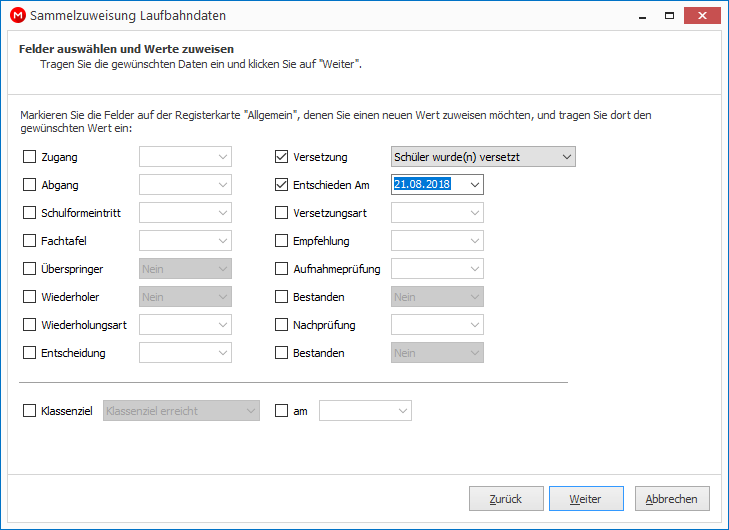 M Sammelzuweisung Laufbahndaten
Felder auswählen und Werte zuweisen
Tragen Sie die gewünschten Daten ein und klicken Sie auf "Weiter".
Markieren Sie die Felder auf der Registerkarte "Allgemein", denen Sie einen neuen Wert zuweisen möchten, und tragen Sie dort den
gewünschten Wert ein:
Zugang Versetzung Schüler wurde(n) versetzt
Abgang Entschieden Am 21.08.2018
Schulformeintritt Versetzungsart
Fachtafel Empfehlung
Überspringer Nein Aufnahmeprüfung
Wiederholer Nein Bestanden Nein
Wiederholungsart Nachprüfung
Entscheidung Bestanden Nein
Klassenziel Klassenziel erreicht am
Zurück Weiter Abbrechen